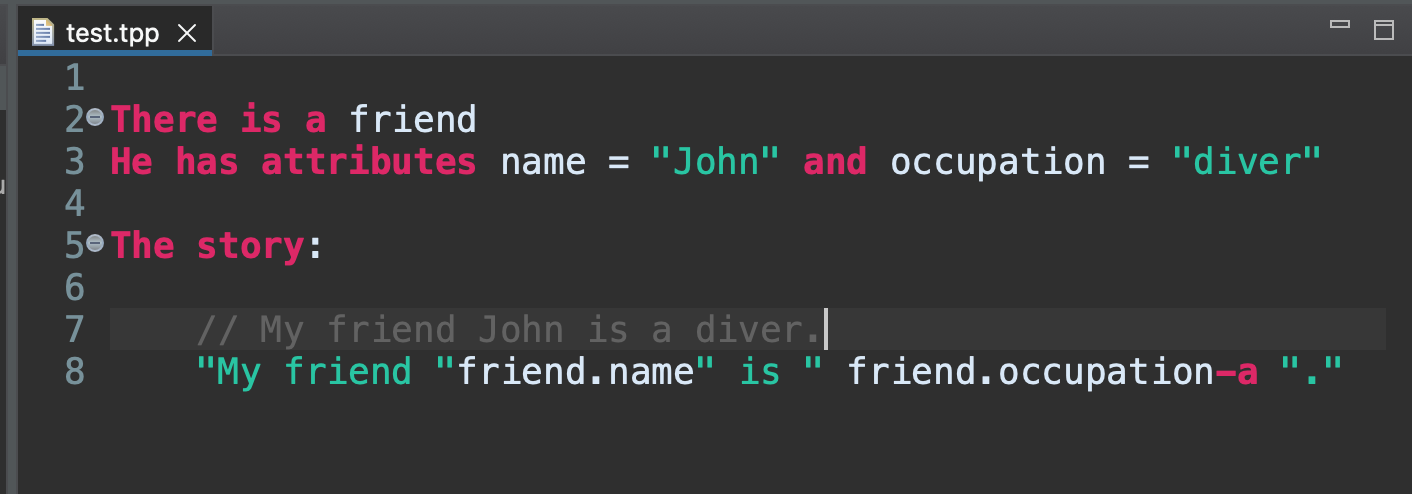 test.tpp
1
2 There is a friend
3 He has attributes name = "John" and occupation = "diver"
4
5 The story:
6
7 // My friend John is a diver.
8 "My friend "friend.name" is " friend.occupation-a "."